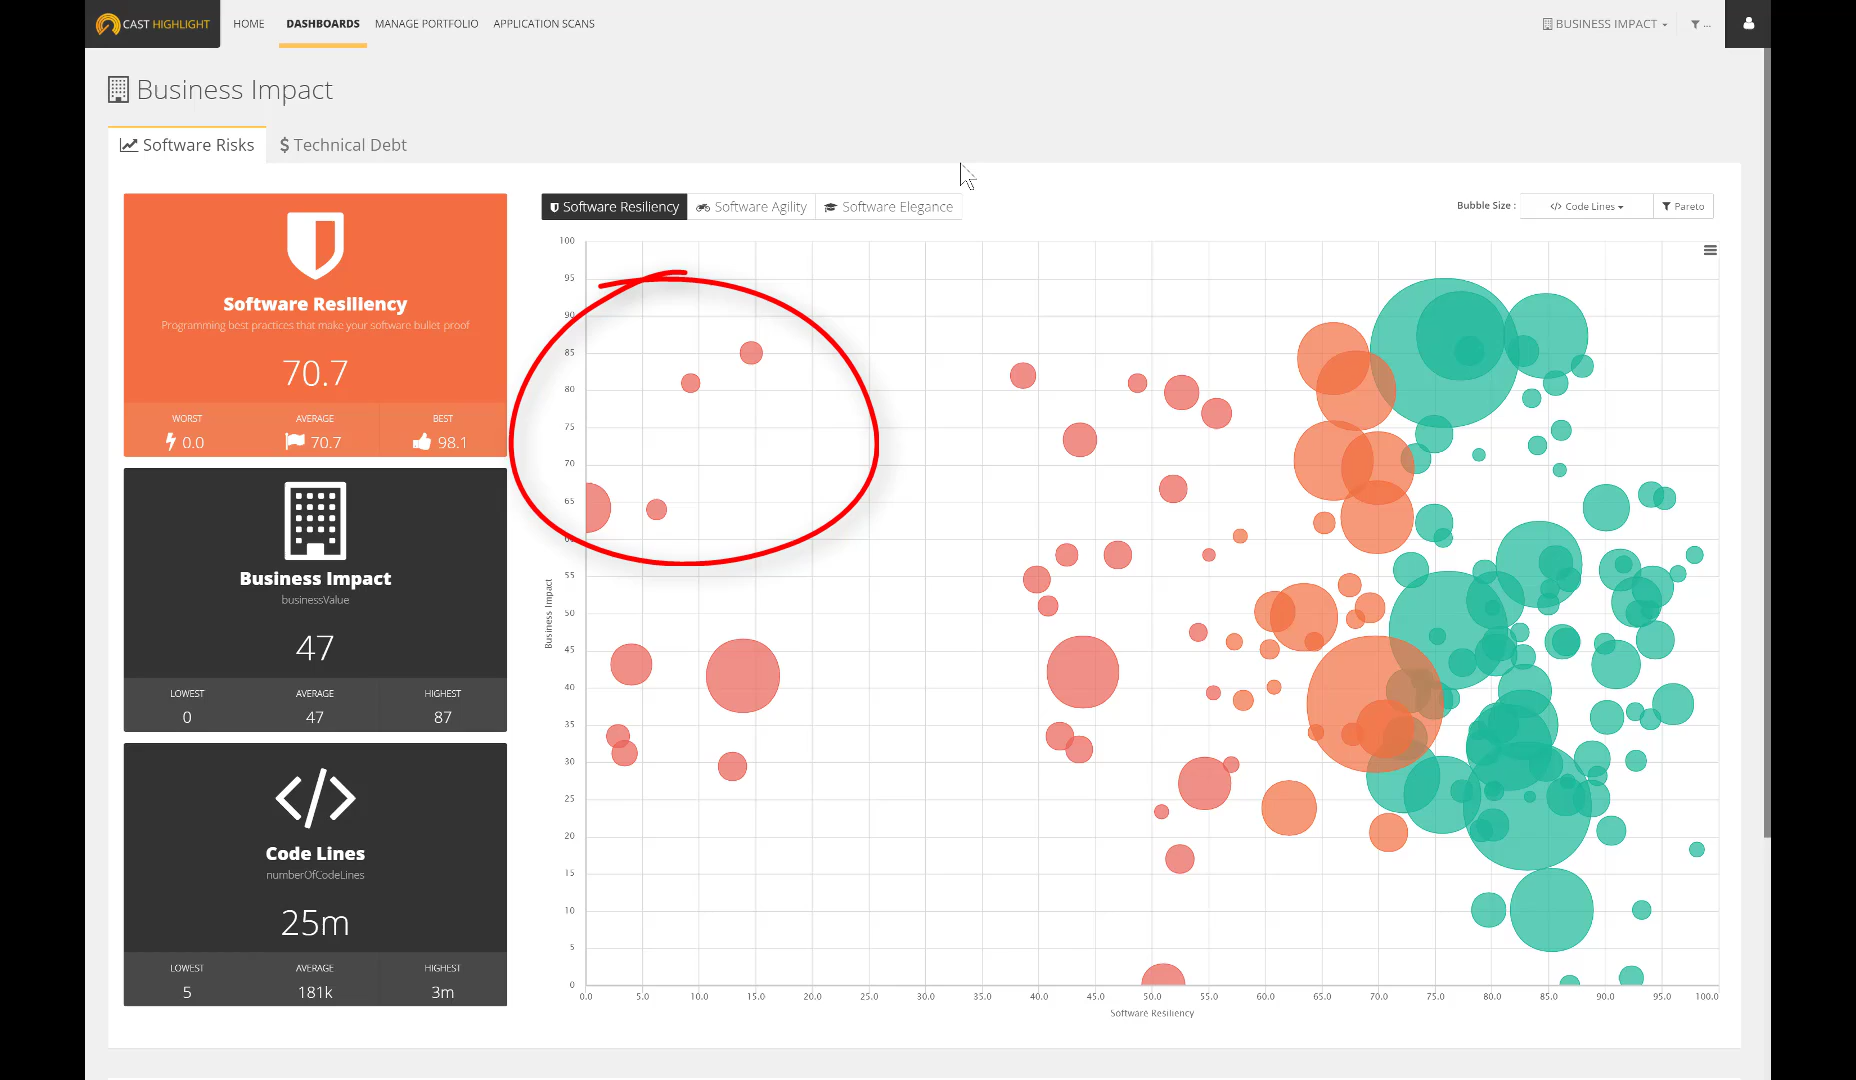 CAST HIGHLIGHT HOME DASHBOARDS MANAGE PORTFOLIO APPLICATION SCANS BUSINESS IMPACT ...
Business Impact
Software Risks $ Technical Debt
Software Resiliency
Programming best practices that make your software bullet proof
70.7
WORST AVERAGE BEST
0.0 70.7 98.1
Business Impact
businessValue
47
LOWEST AVERAGE HIGHEST
0 47 87
</>
Code Lines
numberOfCodeLines
25m
LOWEST AVERAGE HIGHEST
5 181k 3m
Software Resiliency Software Agility Software Elegance Bubble Size : </> Code Lines Pareto
100
95
90
85
80
75
70
65
55
50
45
40
35
30
25
20
15
10
5
0
Business Impact
0.0 5.0 10.0 15.0 20.0 25.0 30.0 35.0 40.0 45.0 50.0 55.0 60.0 65.0 70.0 75.0 80.0 85.0 90.0 95.0 100.0
Software Resiliency